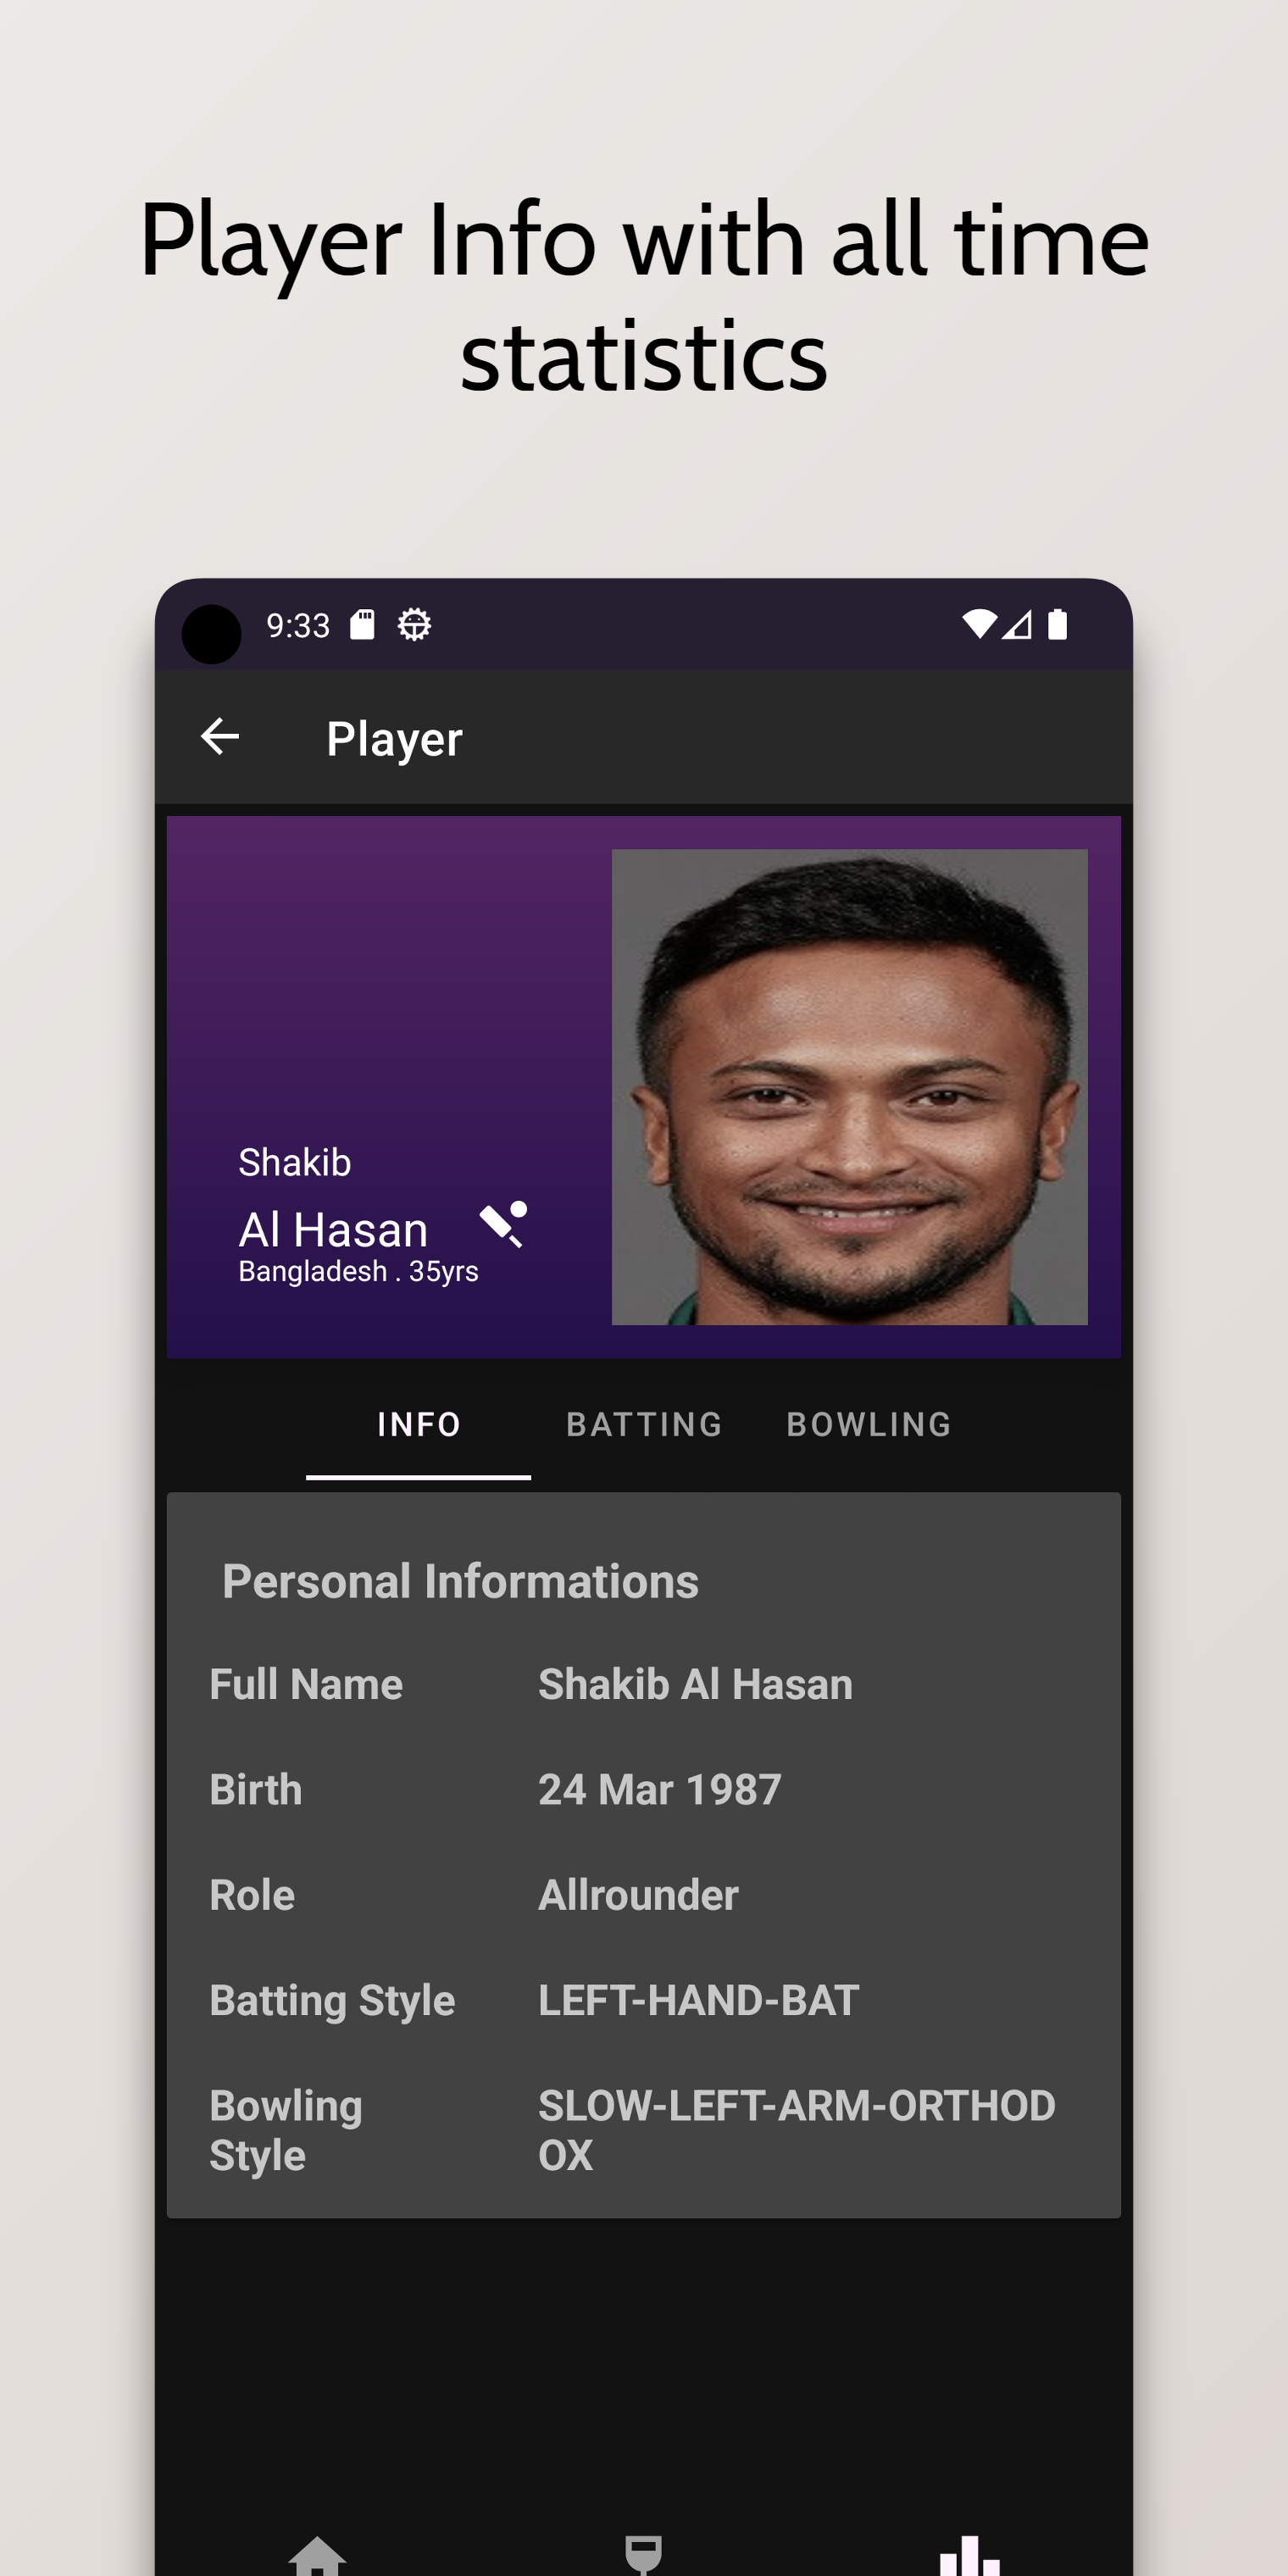 Player Info with all time
statistics
9:33
Player
Shakib
Al Hasan
Bangladesh . 35yrs
INFO BATTING BOWLING
Personal Informations
Full Name Shakib Al Hasan
Birth 24 Mar 1987
Role Allrounder
Batting Style LEFT-HAND-BAT
Bowling SLOW-LEFT-ARM-ORTHOD
Style OX